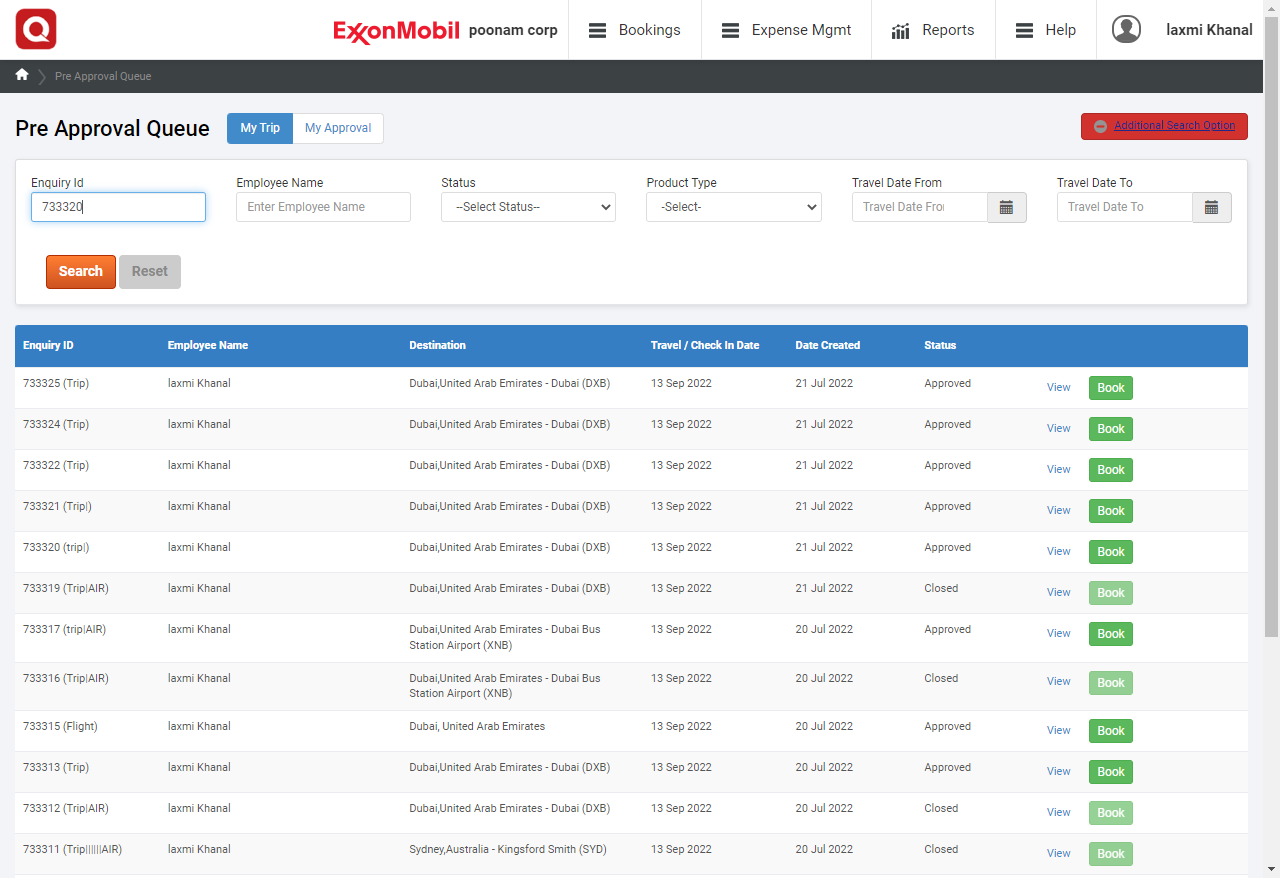 Q
ExxonMobil poonam corp Bookings Expense Mgmt Reports Help laxmi Khanal
Pre Approval Queue
Pre Approval Queue My Trip My Approval Additional Search Option
Enquiry Id Employee Name Status Product Type Travel Date From Travel Date To
733320 Enter Employee Name --Select Status-- -Select- Travel Date Fro Travel Date To
Search Reset
Enquiry ID Employee Name Destination Travel / Check In Date Date Created Status
733325 (Trip) laxmi Khanal Dubai,United Arab Emirates - Dubai (DXB) 13 Sep 2022 21 Jul 2022 Approved View Book
733324 (Trip) laxmi Khanal Dubai,United Arab Emirates - Dubai (DXB) 13 Sep 2022 21 Jul 2022 Approved View Book
733322 (Trip) laxmi Khanal Dubai,United Arab Emirates - Dubai (DXB) 13 Sep 2022 21 Jul 2022 Approved View Book
733321 (Trip|) laxmi Khanal Dubai,United Arab Emirates - Dubai (DXB) 13 Sep 2022 21 Jul 2022 Approved View Book
733320 (trip|) laxmi Khanal Dubai,United Arab Emirates - Dubai (DXB) 13 Sep 2022 21 Jul 2022 Approved View Book
733319 (Trip|AIR) laxmi Khanal Dubai,United Arab Emirates - Dubai (DXB) 13 Sep 2022 21 Jul 2022 Closed View Book
733317 (trip|AIR) laxmi Khanal Dubai,United Arab Emirates - Dubai Bus 13 Sep 2022 20 Jul 2022 Approved View Book
Station Airport (XNB)
733316 (Trip|AIR) laxmi Khanal Dubai,United Arab Emirates - Dubai Bus 13 Sep 2022 20 Jul 2022 Closed View Book
Station Airport (XNB)
733315 (Flight) laxmi Khanal Dubai, United Arab Emirates 13 Sep 2022 20 Jul 2022 Approved View Book
733313 (Trip) laxmi Khanal Dubai,United Arab Emirates - Dubai (DXB) 13 Sep 2022 20 Jul 2022 Approved View Book
733312 (Trip|AIR) laxmi Khanal Dubai,United Arab Emirates - Dubai (DXB) 13 Sep 2022 20 Jul 2022 Closed View Book
733311 (Trip||||||AIR) laxmi Khanal Sydney,Australia - Kingsford Smith (SYD) 13 Sep 2022 20 Jul 2022 Closed View Book